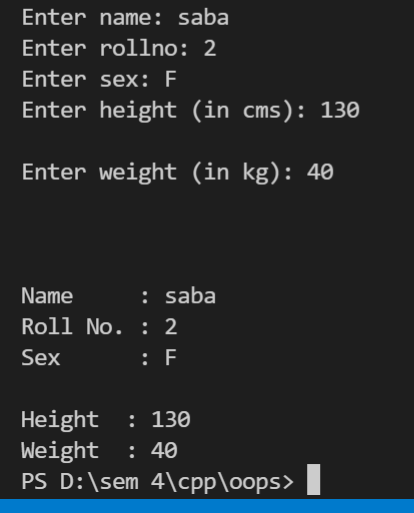 Enter name: saba
Enter rollno: 2
Enter sex: F
Enter height (in cms): 130
Enter weight (in kg): 40
Name     : saba
Roll No. : 2
Sex      : F
Height  : 130
Weight  : 40
PS D:\sem 4\cpp\oops>